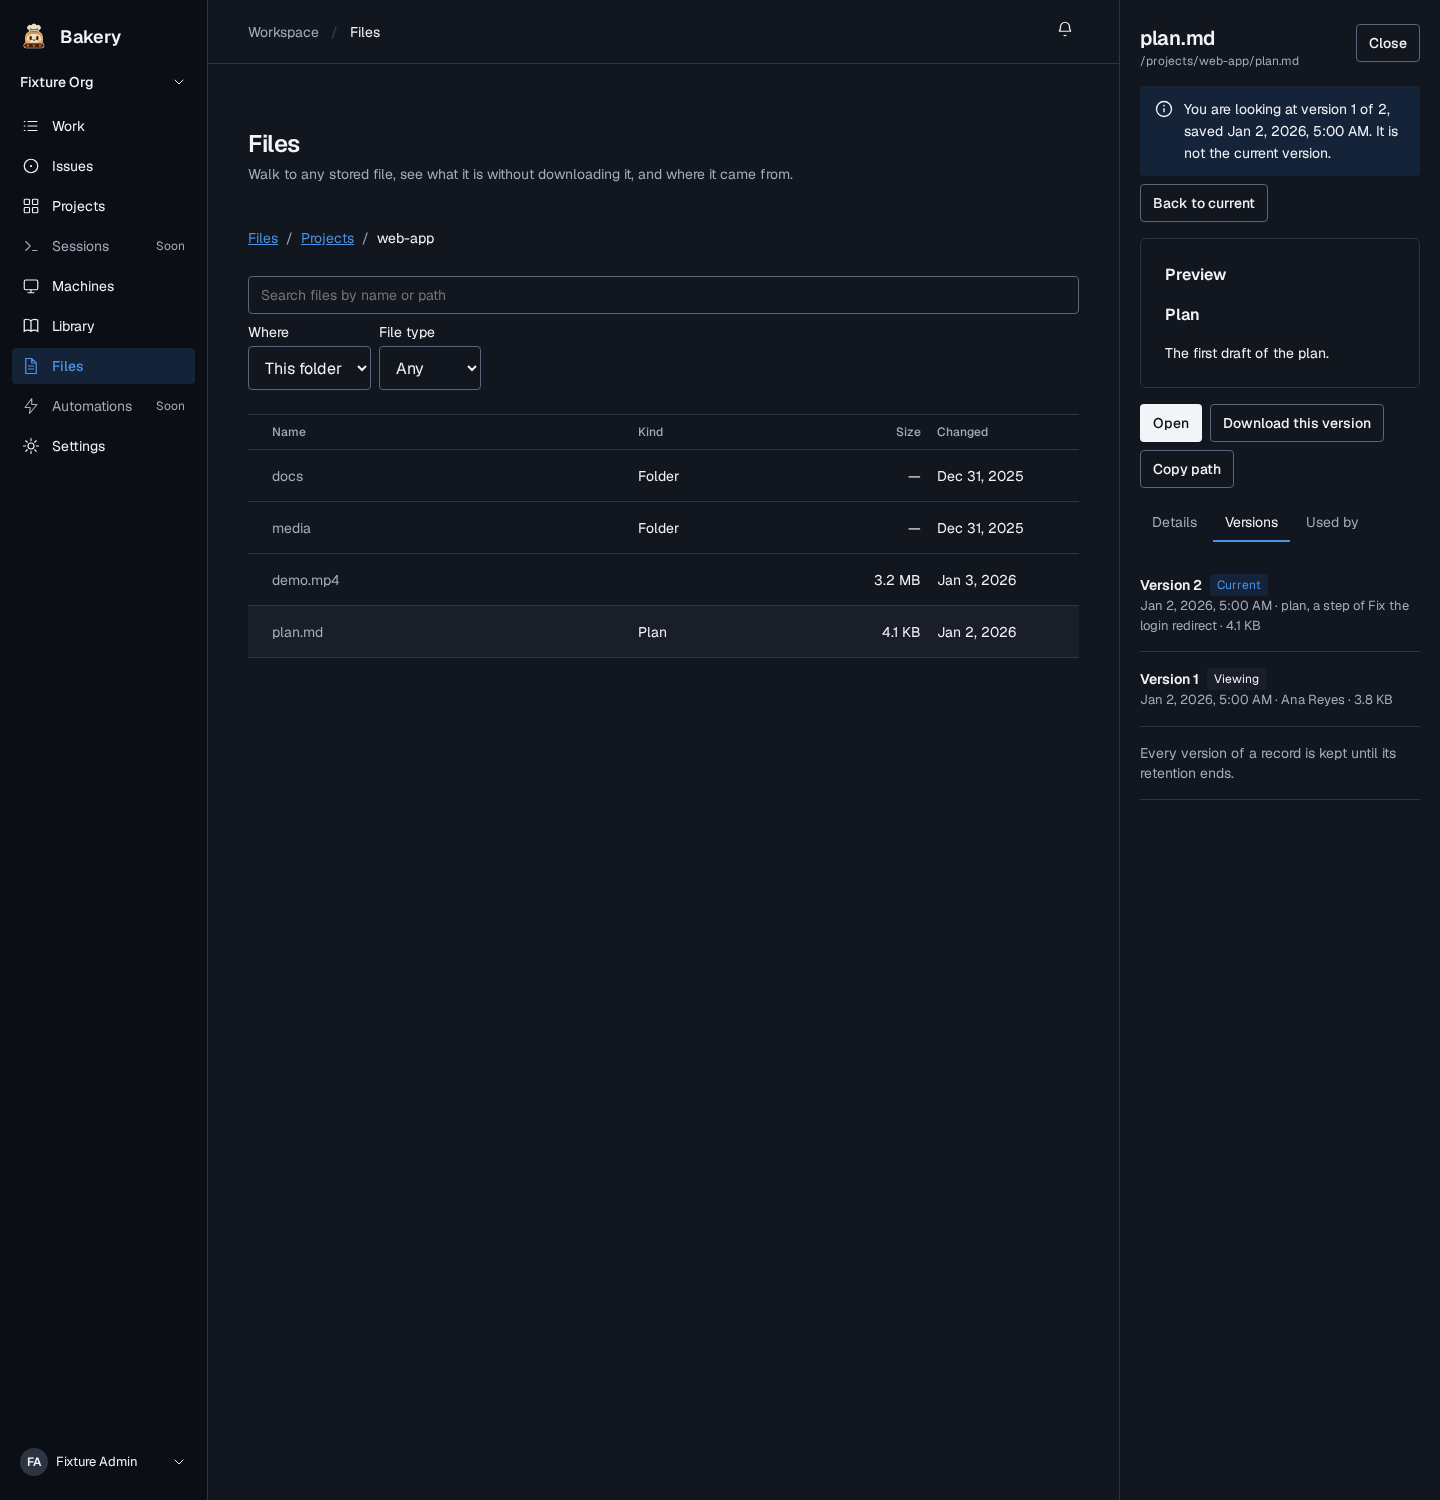 Bakery
Fixture Org
Work
Issues
Projects
Sessions Soon
Machines
Library
Files
Automations Soon
Settings
FA Fixture Admin
Workspace / Files
Files
Walk to any stored file, see what it is without downloading it, and where it came from.
Files / Projects / web-app
Search files by name or path
Where File type
This folder Any
Name Kind Size Changed
docs Folder — Dec 31, 2025
media Folder — Dec 31, 2025
demo.mp4 3.2 MB Jan 3, 2026
plan.md Plan 4.1 KB Jan 2, 2026
plan.md
/projects/web-app/plan.md
Close
You are looking at version 1 of 2,
saved Jan 2, 2026, 5:00 AM. It is
not the current version.
Back to current
Preview
Plan
The first draft of the plan.
Open Download this version
Copy path
Details Versions Used by
Version 2 Current
Jan 2, 2026, 5:00 AM · plan, a step of Fix the
login redirect · 4.1 KB
Version 1 Viewing
Jan 2, 2026, 5:00 AM · Ana Reyes · 3.8 KB
Every version of a record is kept until its
retention ends.